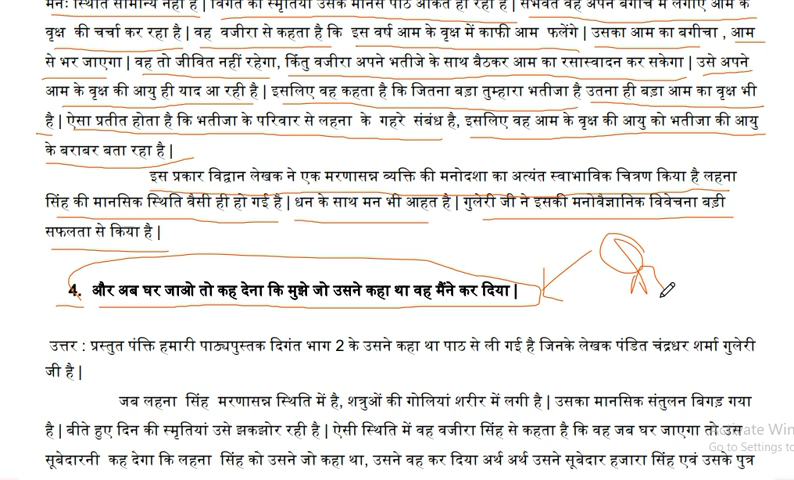 मनः स्थिति सामान्य नहीं है | विगत की स्मृतियां उसके मानस पाठ अंकित हो रही है | संभवतः वह अपने बगीचे में लगाए आम के
वृक्ष की चर्चा कर रहा है | वह वजीरा से कहता है कि इस वर्ष आम के वृक्ष में काफी आम फलेंगे | उसका आम का बगीचा , आम
से भर जाएगा | वह तो जीवित नहीं रहेगा, किंतु वजीरा अपने भतीजे के साथ बैठकर आम का रसास्वादन कर सकेगा | उसे अपने
आम के वृक्ष की आयु ही याद आ रही है | इसलिए वह कहता है कि जितना बड़ा तुम्हारा भतीजा है उतना ही बड़ा आम का वृक्ष भी
है | ऐसा प्रतीत होता है कि भतीजा के परिवार से लहना के गहरे संबंध है, इसलिए वह आम के वृक्ष की आयु को भतीजा की आयु
के बराबर बता रहा है |
इस प्रकार विद्वान लेखक ने एक मरणासन्न व्यक्ति की मनोदशा का अत्यंत स्वाभाविक चित्रण किया है लहना
सिंह की मानसिक स्थिति वैसी ही हो गई है | धन के साथ मन भी आहत है | गुलेरी जी ने इसकी मनोवैज्ञानिक विवेचना बड़ी
सफलता से किया है |
4. और अब घर जाओ तो कह देना कि मुझे जो उसने कहा था वह मैंने कर दिया |
उत्तर : प्रस्तुत पंक्ति हमारी पाठ्यपुस्तक दिगंत भाग 2 के उसने कहा था पाठ से ली गई है जिनके लेखक पंडित चंद्रधर शर्मा गुलेरी
जी है |
जब लहना सिंह मरणासन्न स्थिति में है, शत्रुओं की गोलियां शरीर में लगी है | उसका मानसिक संतुलन बिगड़ गया
है | बीते हुए दिन की स्मृतियां उसे झकझोर रही है | ऐसी स्थिति में वह वजीरा सिंह से कहता है कि वह जब घर जाएगा तो उस
सूबेदारनी कह देगा कि लहना सिंह को उसने जो कहा था, उसने वह कर दिया अर्थ अर्थ उसने सूबेदार हजारा सिंह एवं उसके पुत्र
Activate Win
Go to Settings to